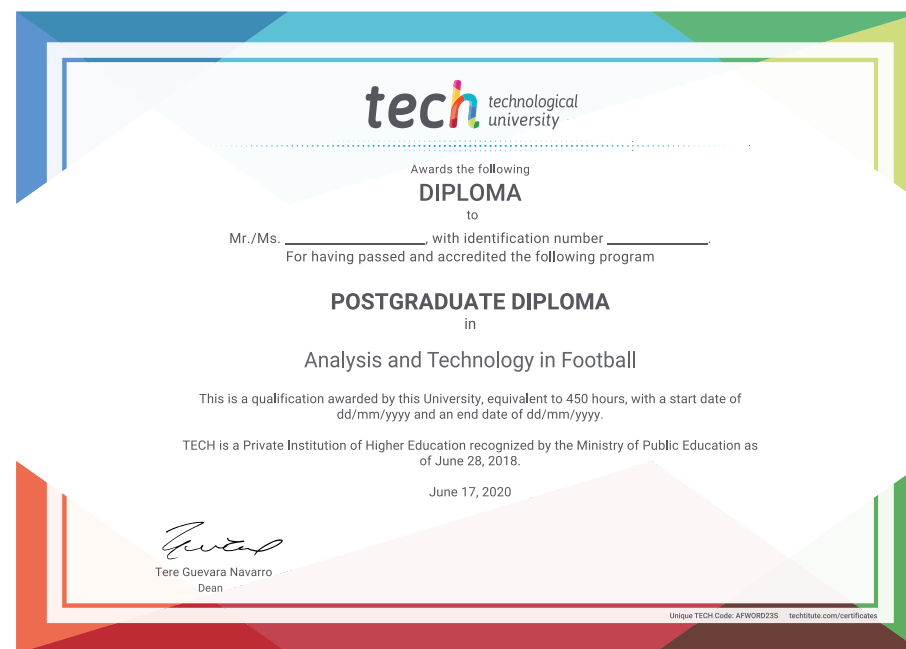 tech technological
university
Awards the following
DIPLOMA
to
Mr./Ms. ____________________, with identification number ______________.
For having passed and accredited the following program
POSTGRADUATE DIPLOMA
in
Analysis and Technology in Football
This is a qualification awarded by this University, equivalent to 450 hours, with a start date of
dd/mm/yyyy and an end date of dd/mm/yyyy.
TECH is a Private Institution of Higher Education recognized by the Ministry of Public Education as
of June 28, 2018.
June 17, 2020
Tere Guevara Navarro
Dean
Unique TECH Code: AFWORD23S techtitute.com/certificates